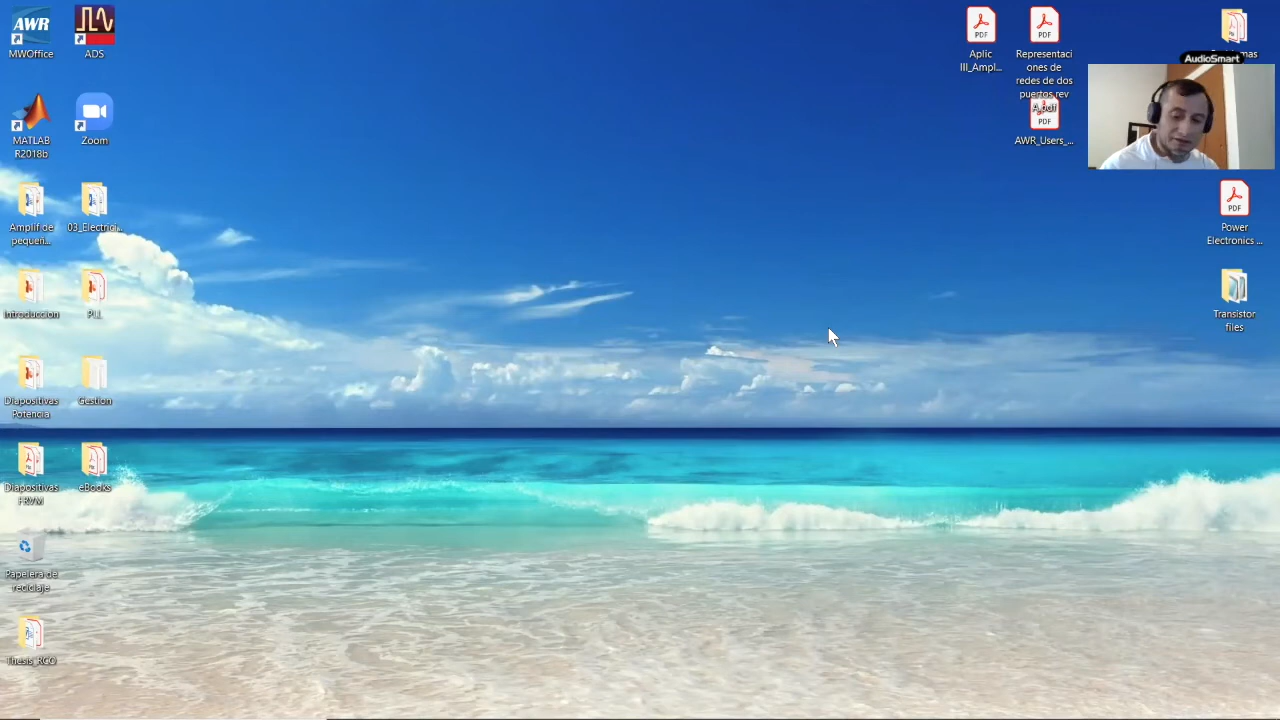 AWR
MWOffice
ADS
MATLAB
R2018b
Zoom
Amplif de
pequeñ...
03_Electrici...
Introduccion
PLL
Diapositivas
Potencia
Gestion
Diapositivas
FRVM
eBooks
Papelera de
reciclaje
Thesis_RCO
PDF
Aplic
III_Ampl...
PDF
Representaci
ones de
redes de dos
puertos rev
A.pdf
PDF
AWR_Users_...
AudioSmart
PDF
Power
Electronics ...
Transistor
files